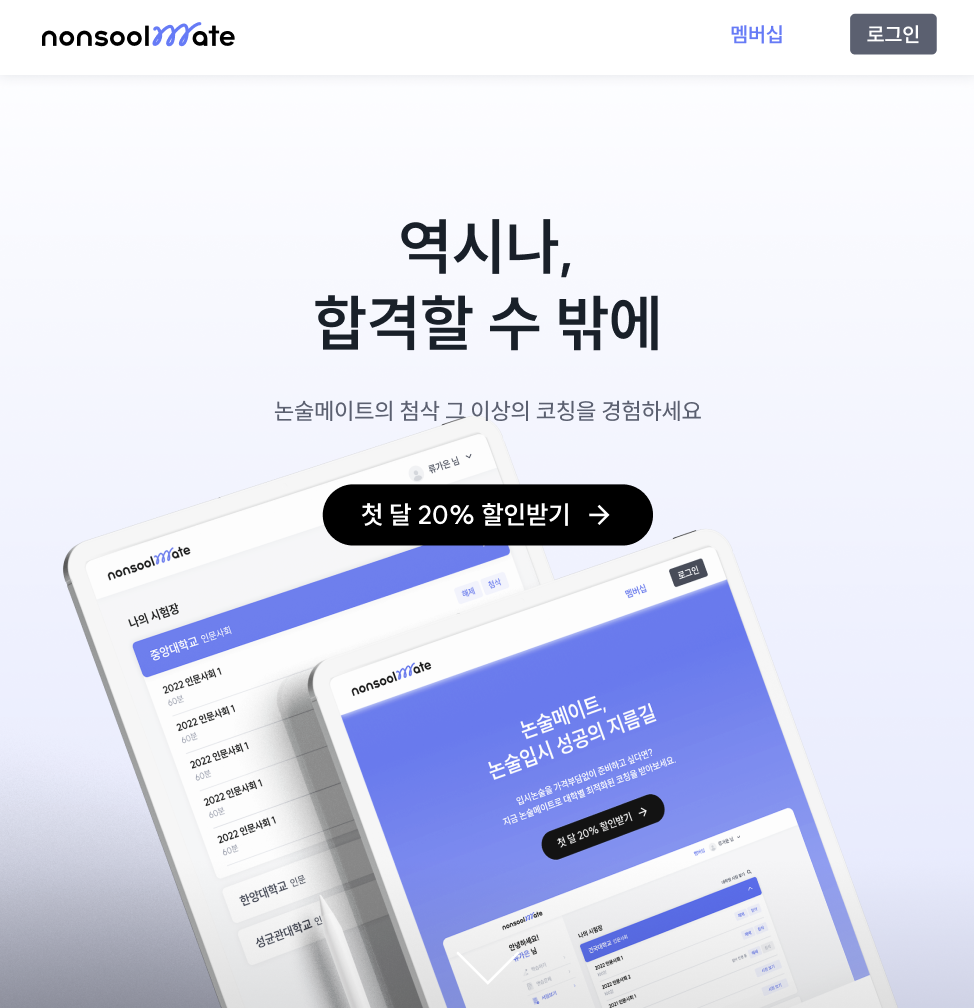 nonsoolmate
멤버십
로그인
역시나,
합격할 수 밖에
논술메이트의 첨삭 그 이상의 코칭을 경험하세요
첫 달 20% 할인받기
류가은 님
nonsoolmate
나의 시험장
중앙대학교 인문사회
해제 첨삭
2022 인문사회 1
60분
2022 인문사회 1
60분
2022 인문사회 1
60분
2022 인문사회 1
60분
2022 인문사회 1
60분
한양대학교 인문
성균관대학교 인
nonsoolmate
멤버십
로그인
논술메이트,
논술입시 성공의 지름길
입시논술을 가격부담없이 준비하고 싶다면?
지금 논술메이트로 대학별 최적화된 코칭을 받아보세요.
첫 달 20% 할인받기
nonsoolmate
멤버십
류가은 님
안녕하세요!
류가은 님
나의 시험장
건국대학교 인문사회
2022 인문사회 1
2022 인문사회 2
2021 인문사회 1